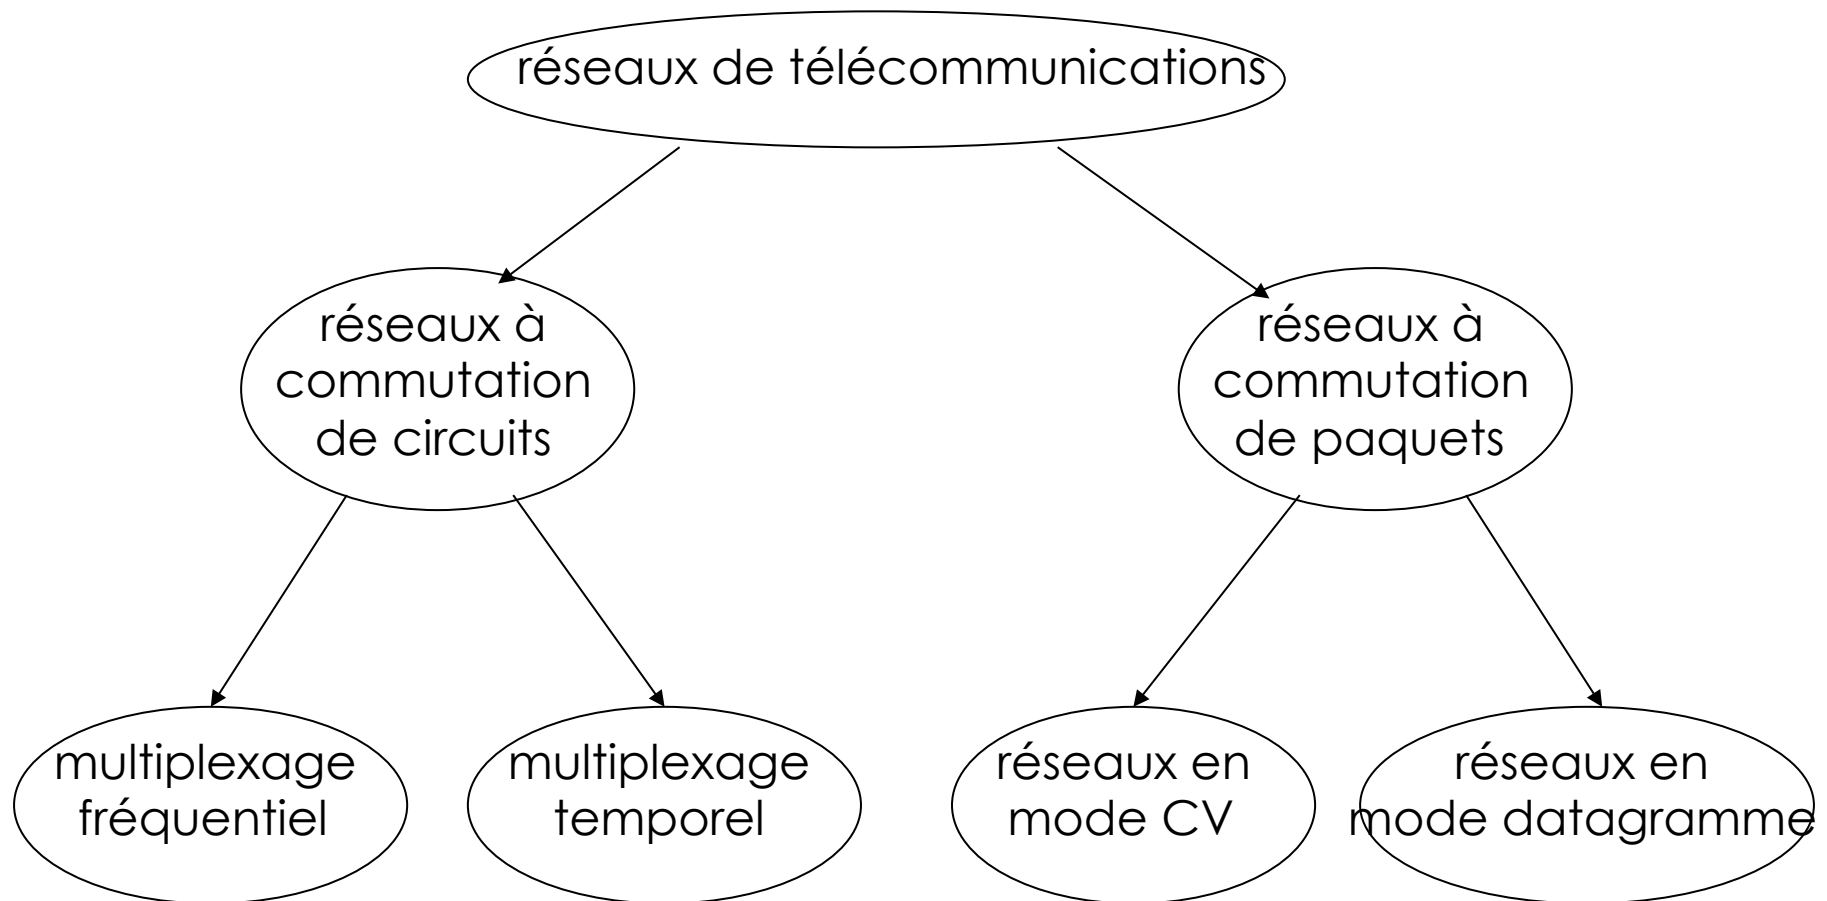 réseaux de télécommunications
réseaux à
commutation
de circuits
réseaux à
commutation
de paquets
multiplexage
fréquentiel
multiplexage
temporel
réseaux en
mode CV
réseaux en
mode datagramme